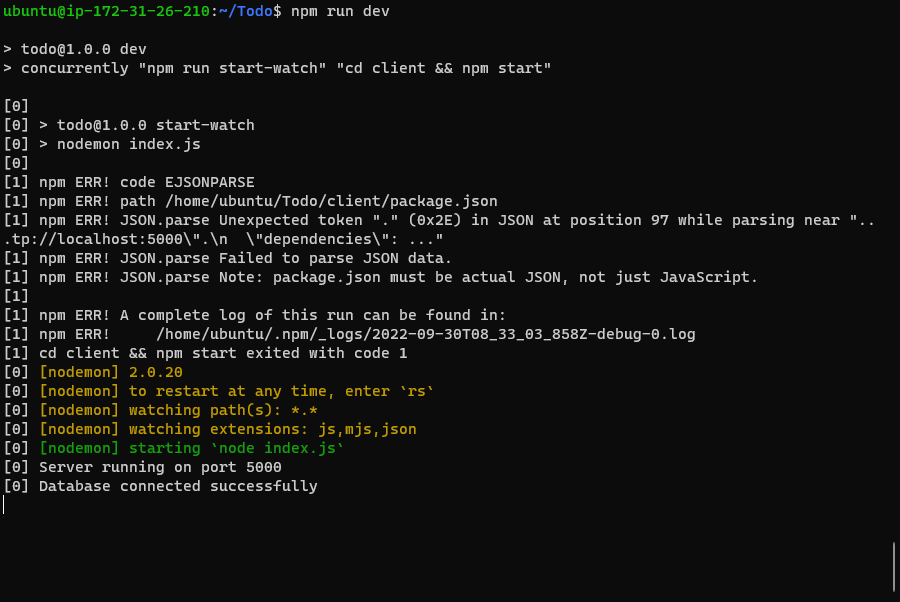 ubuntu@ip-172-31-26-210:~/Todo$ npm run dev
> todo@1.0.0 dev
> concurrently "npm run start-watch" "cd client && npm start"
[0]
[0] > todo@1.0.0 start-watch
[0] > nodemon index.js
[0]
[1] npm ERR! code EJSONPARSE
[1] npm ERR! path /home/ubuntu/Todo/client/package.json
[1] npm ERR! JSON.parse Unexpected token "." (0x2E) in JSON at position 97 while parsing near "..
.tp://localhost:5000\".\n  \"dependencies\": ..."
[1] npm ERR! JSON.parse Failed to parse JSON data.
[1] npm ERR! JSON.parse Note: package.json must be actual JSON, not just JavaScript.
[1]
[1] npm ERR! A complete log of this run can be found in:
[1] npm ERR!     /home/ubuntu/.npm/_logs/2022-09-30T08_33_03_858Z-debug-0.log
[1] cd client && npm start exited with code 1
[0] [nodemon] 2.0.20
[0] [nodemon] to restart at any time, enter `rs`
[0] [nodemon] watching path(s): *.*
[0] [nodemon] watching extensions: js,mjs,json
[0] [nodemon] starting `node index.js`
[0] Server running on port 5000
[0] Database connected successfully